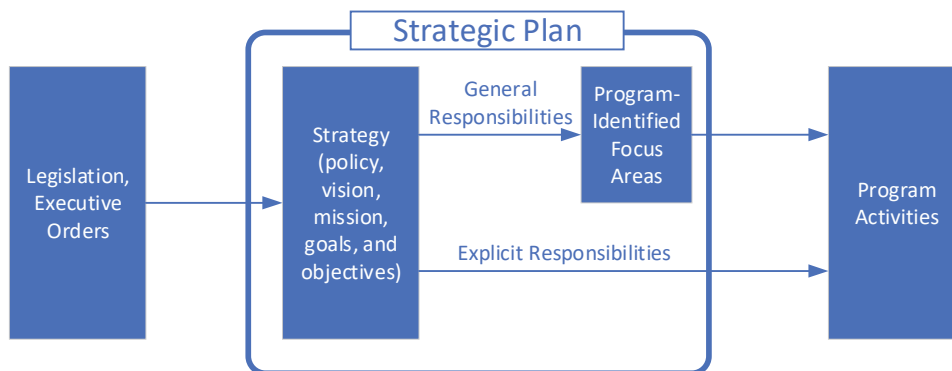 Strategic Plan
Legislation,
Executive
Orders
Strategy
(policy,
vision,
mission,
goals, and
objectives)
General
Responsibilities
Program-
Identified
Focus
Areas
Explicit Responsibilities
Program
Activities